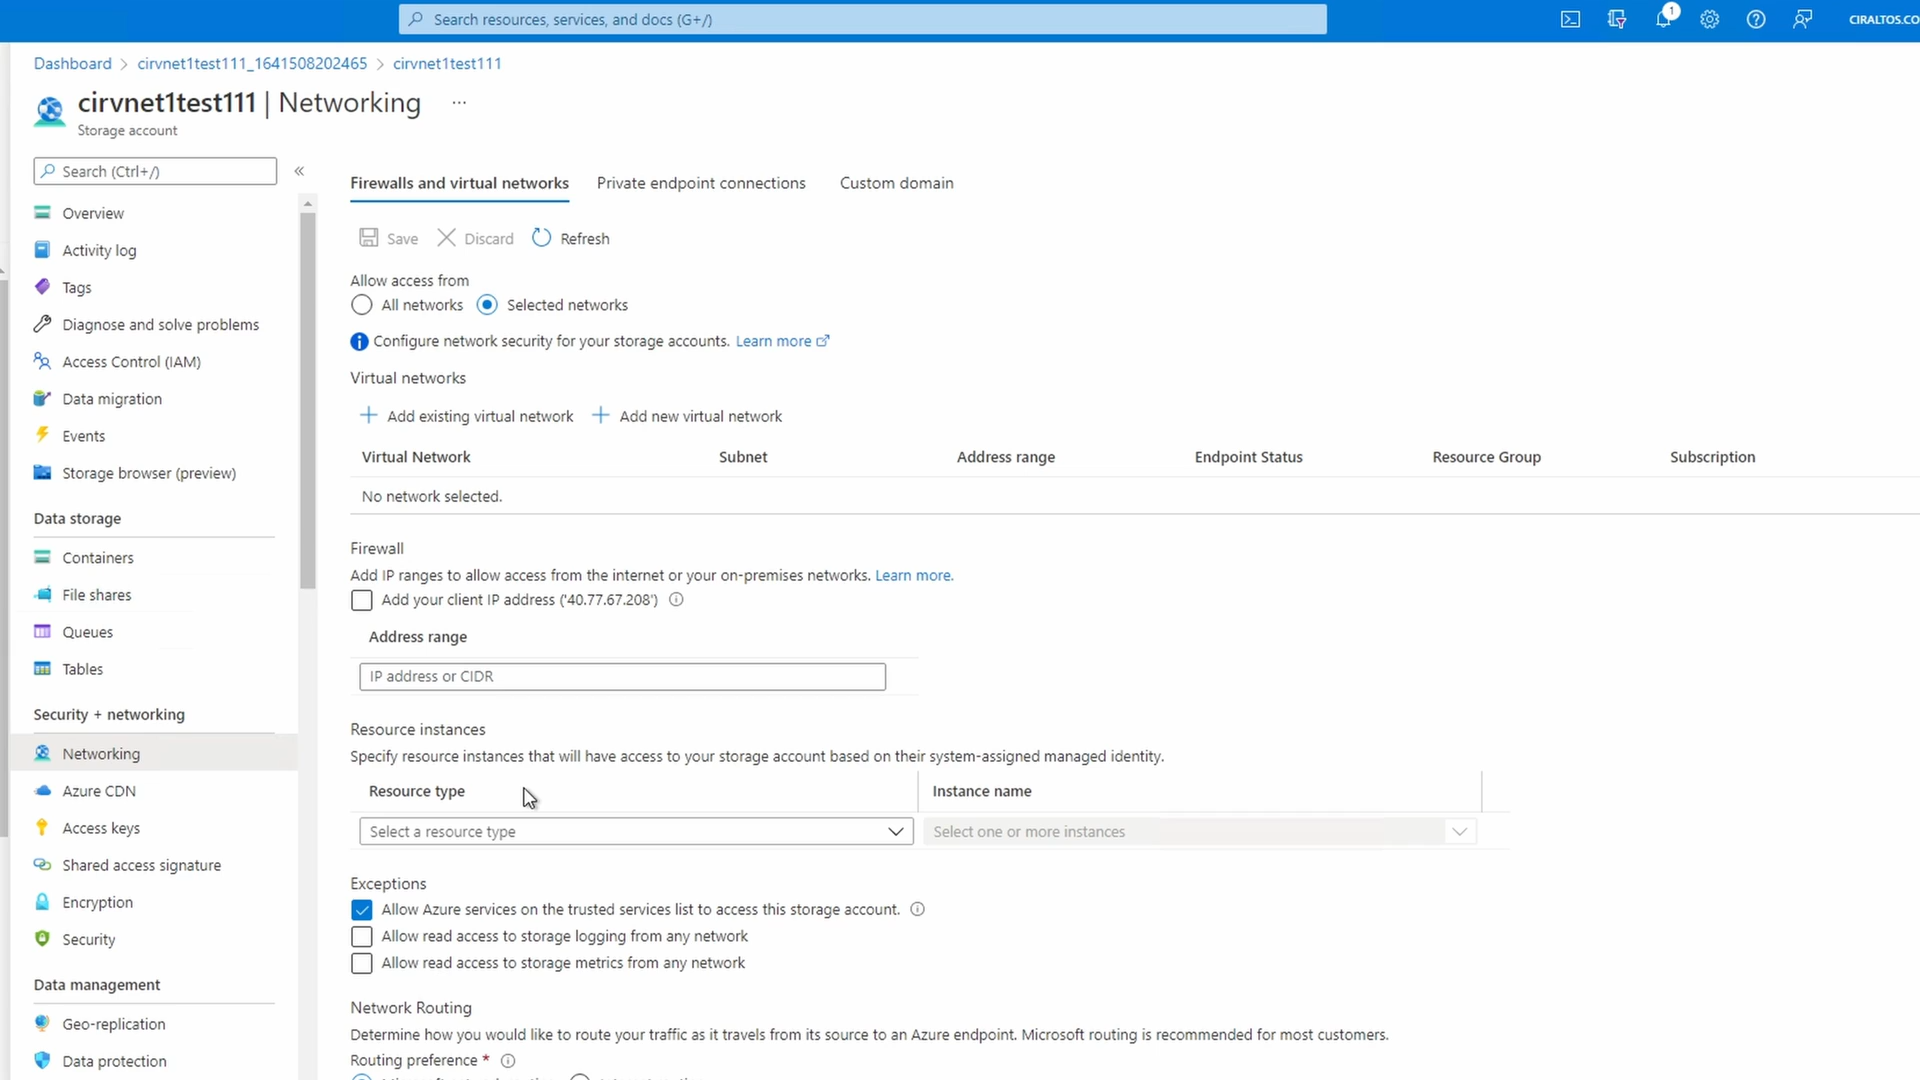 Search resources, services, and docs (G+/)
1
CIRALTOS.CO
Dashboard > cirvnet1test111_1641508202465 > cirvnet1test111
cirvnet1test111 | Networking ...
Storage account
Search (Ctrl+/)
«
Overview
Activity log
Tags
Diagnose and solve problems
Access Control (IAM)
Data migration
Events
Storage browser (preview)
Data storage
Containers
File shares
Queues
Tables
Security + networking
Networking
Azure CDN
Access keys
Shared access signature
Encryption
Security
Data management
Geo-replication
Data protection
Firewalls and virtual networks Private endpoint connections Custom domain
Save Discard Refresh
Allow access from
All networks Selected networks
Configure network security for your storage accounts. Learn more
Virtual networks
+ Add existing virtual network + Add new virtual network
Virtual Network Subnet Address range Endpoint Status Resource Group Subscription
No network selected.
Firewall
Add IP ranges to allow access from the internet or your on-premises networks. Learn more.
Add your client IP address ('40.77.67.208')
Address range
IP address or CIDR
Resource instances
Specify resource instances that will have access to your storage account based on their system-assigned managed identity.
Resource type Instance name
Select a resource type Select one or more instances
Exceptions
Allow Azure services on the trusted services list to access this storage account.
Allow read access to storage logging from any network
Allow read access to storage metrics from any network
Network Routing
Determine how you would like to route your traffic as it travels from its source to an Azure endpoint. Microsoft routing is recommended for most customers.
Routing preference *